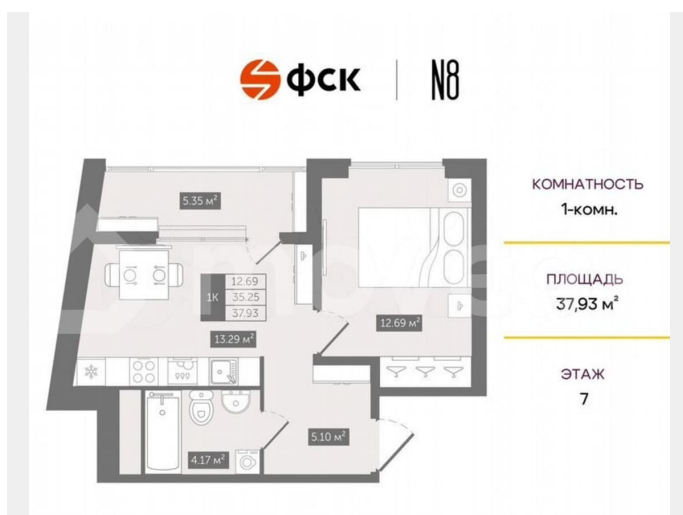 ФСК
N8
КОМНАТНОСТЬ
1-комн.
ПЛОЩАДЬ
37,93 м²
ЭТАЖ
7
5.35 м²
1К
12.69
35.25
37.93
13.29 м²
12.69 м²
4.17 м²
5.10 м²